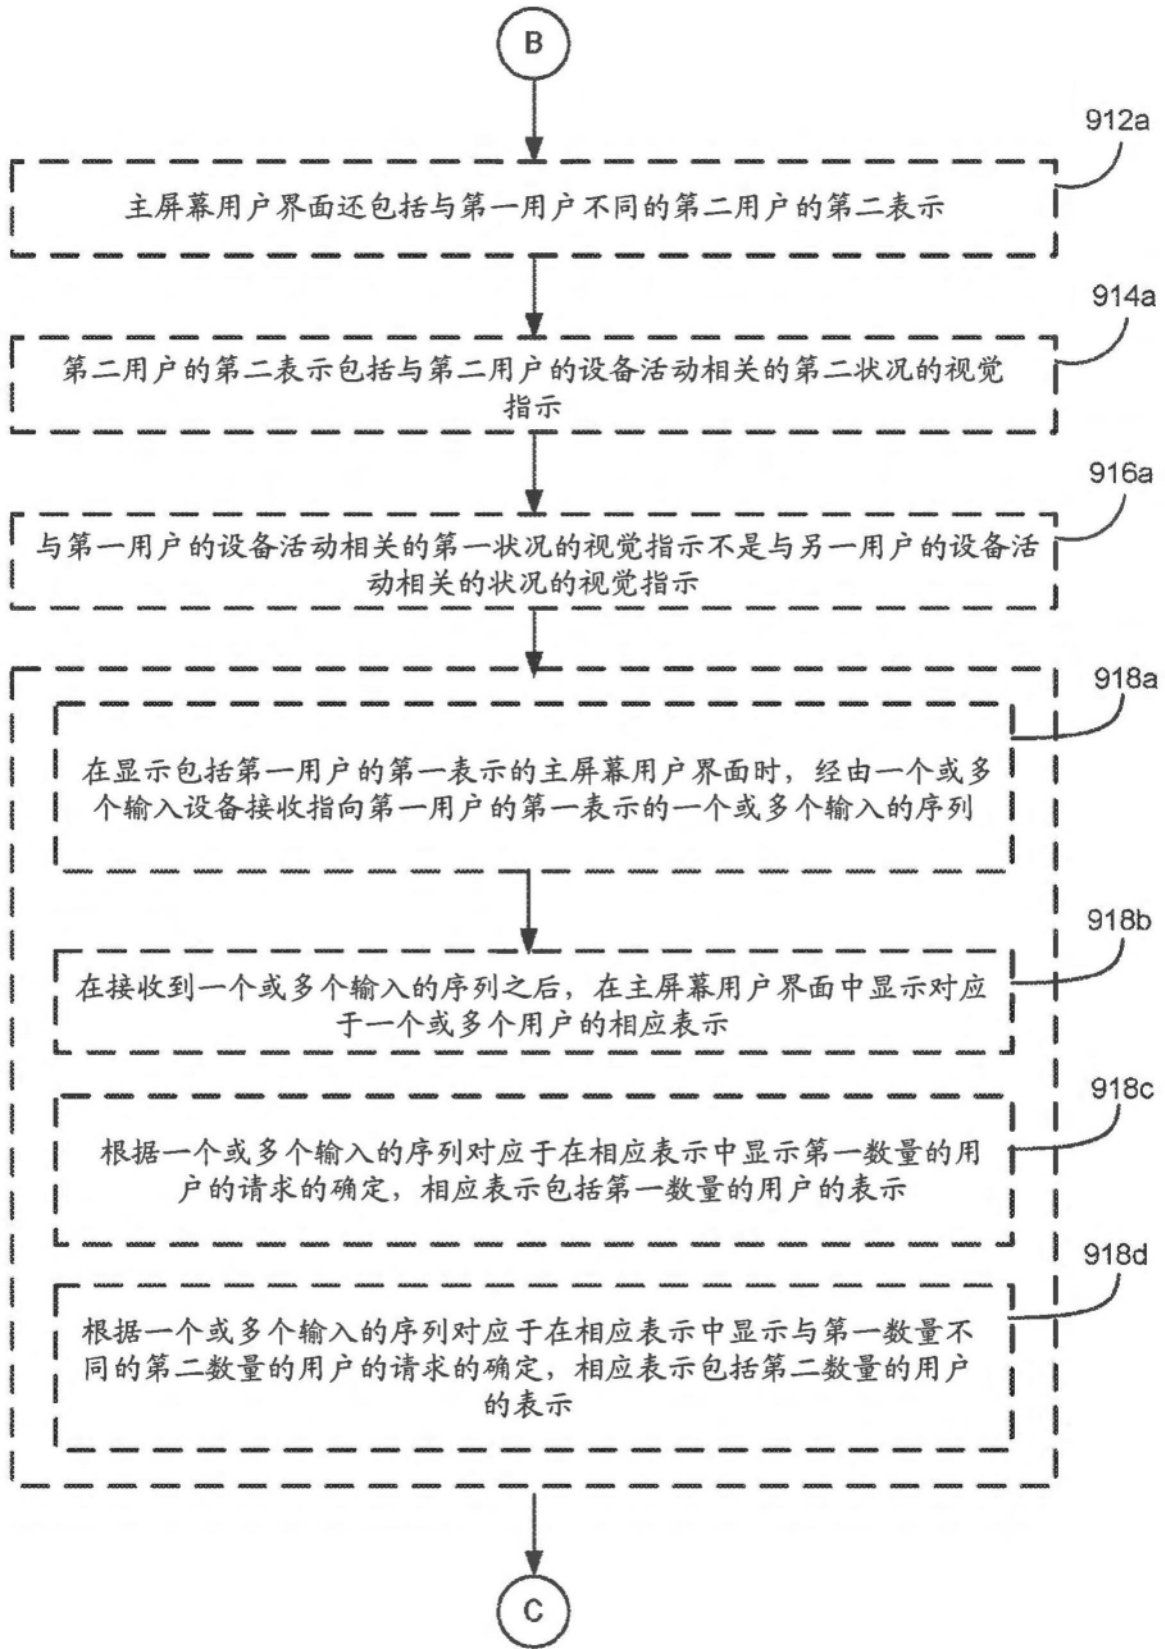 B
912a
主屏幕用户界面还包括与第一用户不同的第二用户的第二表示
914a
第二用户的第二表示包括与第二用户的设备活动相关的第二状况的视觉
指示
916a
与第一用户的设备活动相关的第一状况的视觉指示不是与另一用户的设备活
动相关的状况的视觉指示
918a
在显示包括第一用户的第一表示的主屏幕用户界面时，经由一个或多
个输入设备接收指向第一用户的第一表示的一个或多个输入的序列
918b
在接收到一个或多个输入的序列之后，在主屏幕用户界面中显示对应
于一个或多个用户的相应表示
918c
根据一个或多个输入的序列对应于在相应表示中显示第一数量的用
户的请求的确定，相应表示包括第一数量的用户的表示
918d
根据一个或多个输入的序列对应于在相应表示中显示与第一数量不
同的第二数量的用户的请求的确定，相应表示包括第二数量的用户
的表示
C